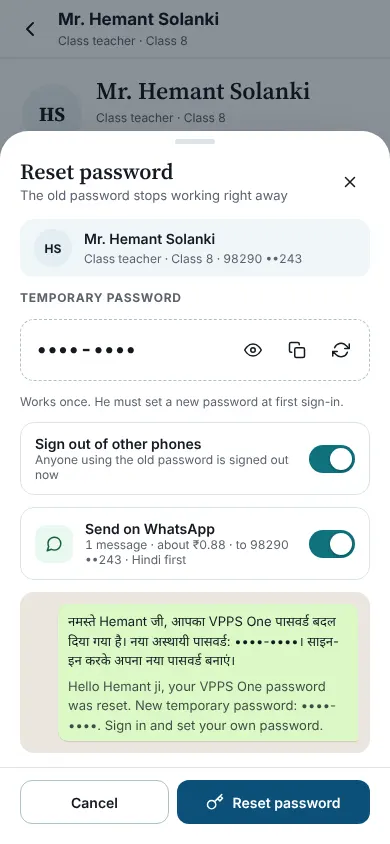 Mr. Hemant Solanki
Class teacher · Class 8
HS
Mr. Hemant Solanki
Class teacher · Class 8
Reset password
The old password stops working right away
HS
Mr. Hemant Solanki
Class teacher · Class 8 · 98290 ••243
TEMPORARY PASSWORD
••••-••••
Works once. He must set a new password at first sign-in.
Sign out of other phones
Anyone using the old password is signed out
now
Send on WhatsApp
1 message · about ₹0.88 · to 98290
••243 · Hindi first
नमस्ते Hemant जी, आपका VPPS One पासवर्ड बदल
दिया गया है। नया अस्थायी पासवर्ड: ••••-••••। साइन-
इन करके अपना नया पासवर्ड बनाएं।
Hello Hemant ji, your VPPS One password
was reset. New temporary password: ••••-
••••. Sign in and set your own password.
Cancel
Reset password